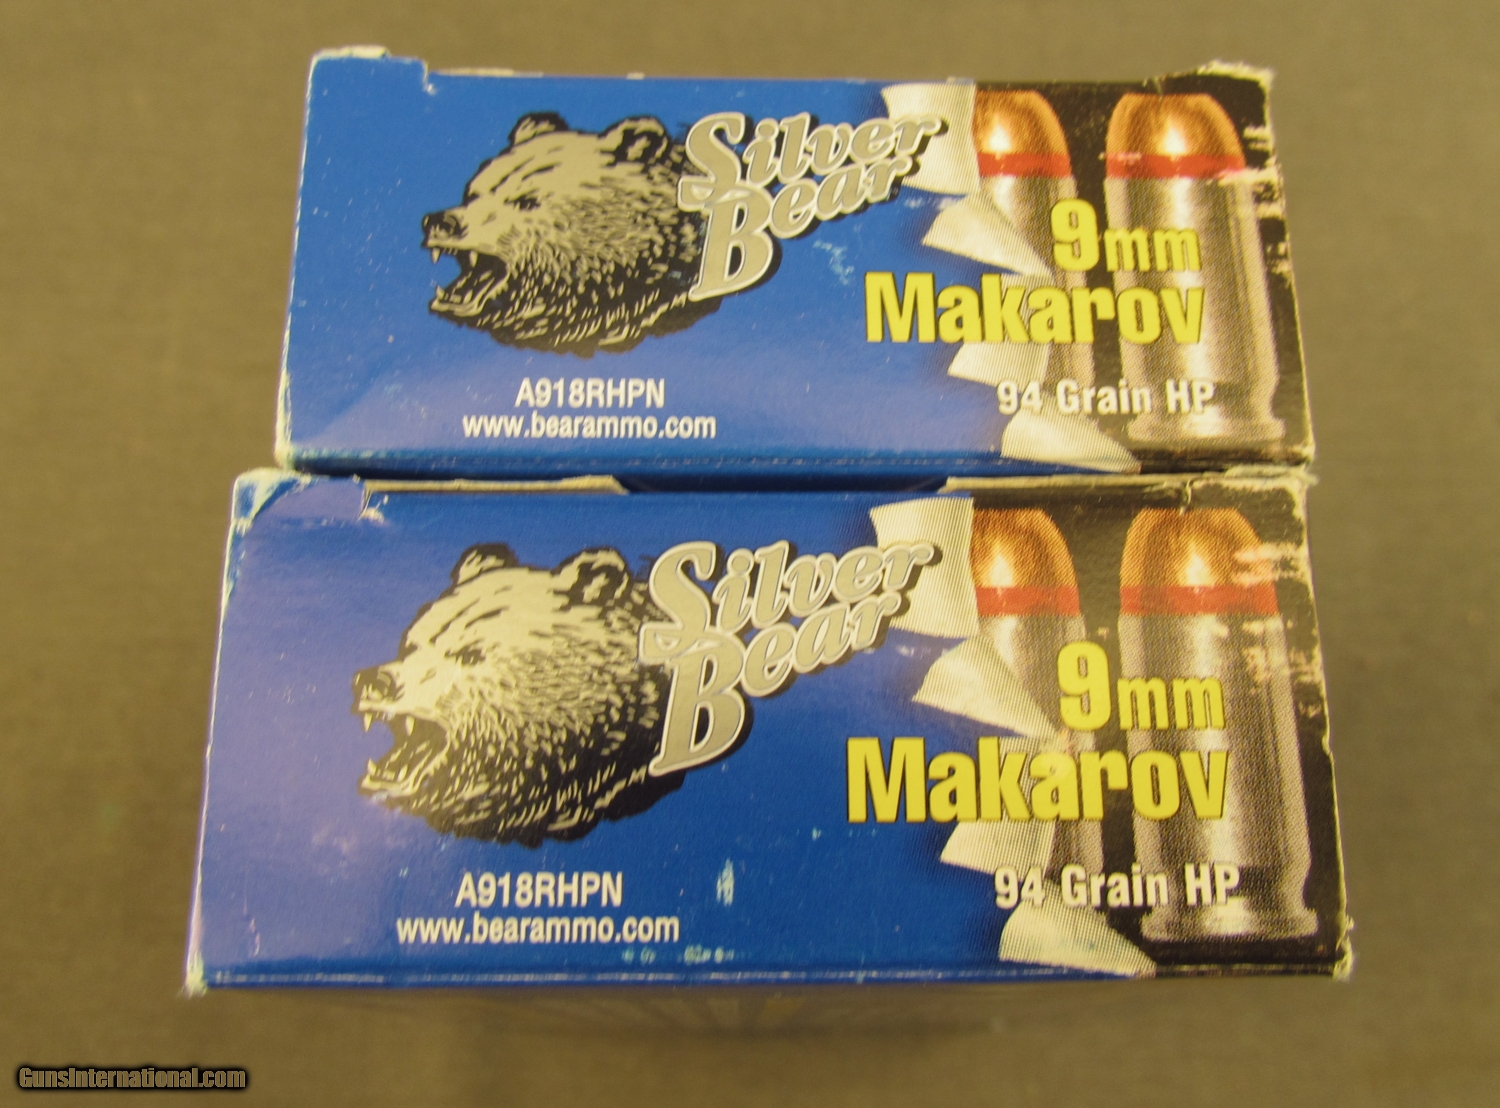 Silver
Bear
9mm
Makarov
94 Grain HP
A918RHPN
www.bearammo.com
Silver
Bear
9mm
Makarov
94 Grain HP
A918RHPN
www.bearammo.com
GunsInternational.com